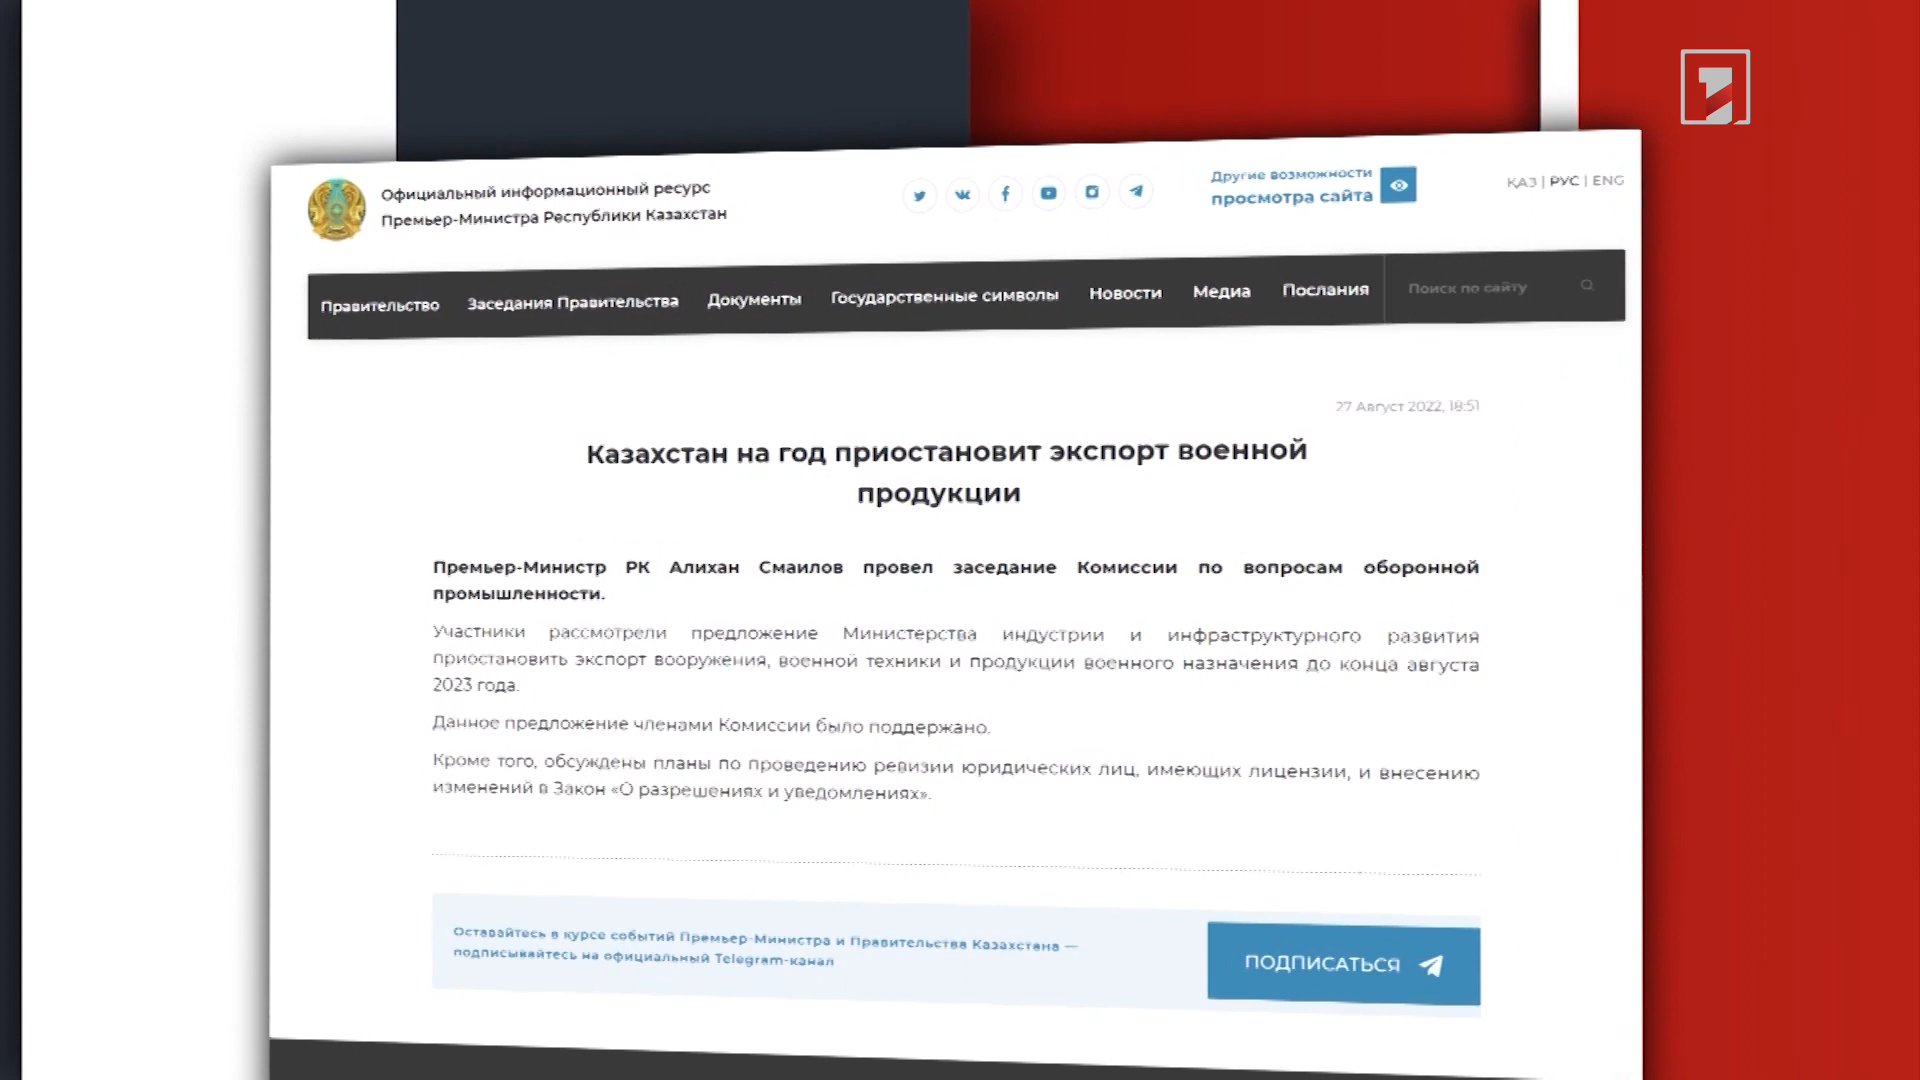 Официальный информационный ресурс
Премьер-Министра Республики Казахстан
Другие возможности
просмотра сайта
ҚАЗ | РУС | ENG
Правительство Заседания Правительства Документы Государственные символы Новости Медиа Послания Поиск по сайту
27 Август 2022, 18:51
Казахстан на год приостановит экспорт военной
продукции
Премьер-Министр РК Алихан Смаилов провел заседание Комиссии по вопросам оборонной
промышленности.
Участники рассмотрели предложение Министерства индустрии и инфраструктурного развития
приостановить экспорт вооружения, военной техники и продукции военного назначения до конца августа
2023 года.
Данное предложение членами Комиссии было поддержано.
Кроме того, обсуждены планы по проведению ревизии юридических лиц, имеющих лицензии, и внесению
изменений в Закон «О разрешениях и уведомлениях».
Оставайтесь в курсе событий Премьер-Министра и Правительства Казахстана —
подписывайтесь на официальный Telegram-канал
ПОДПИСАТЬСЯ